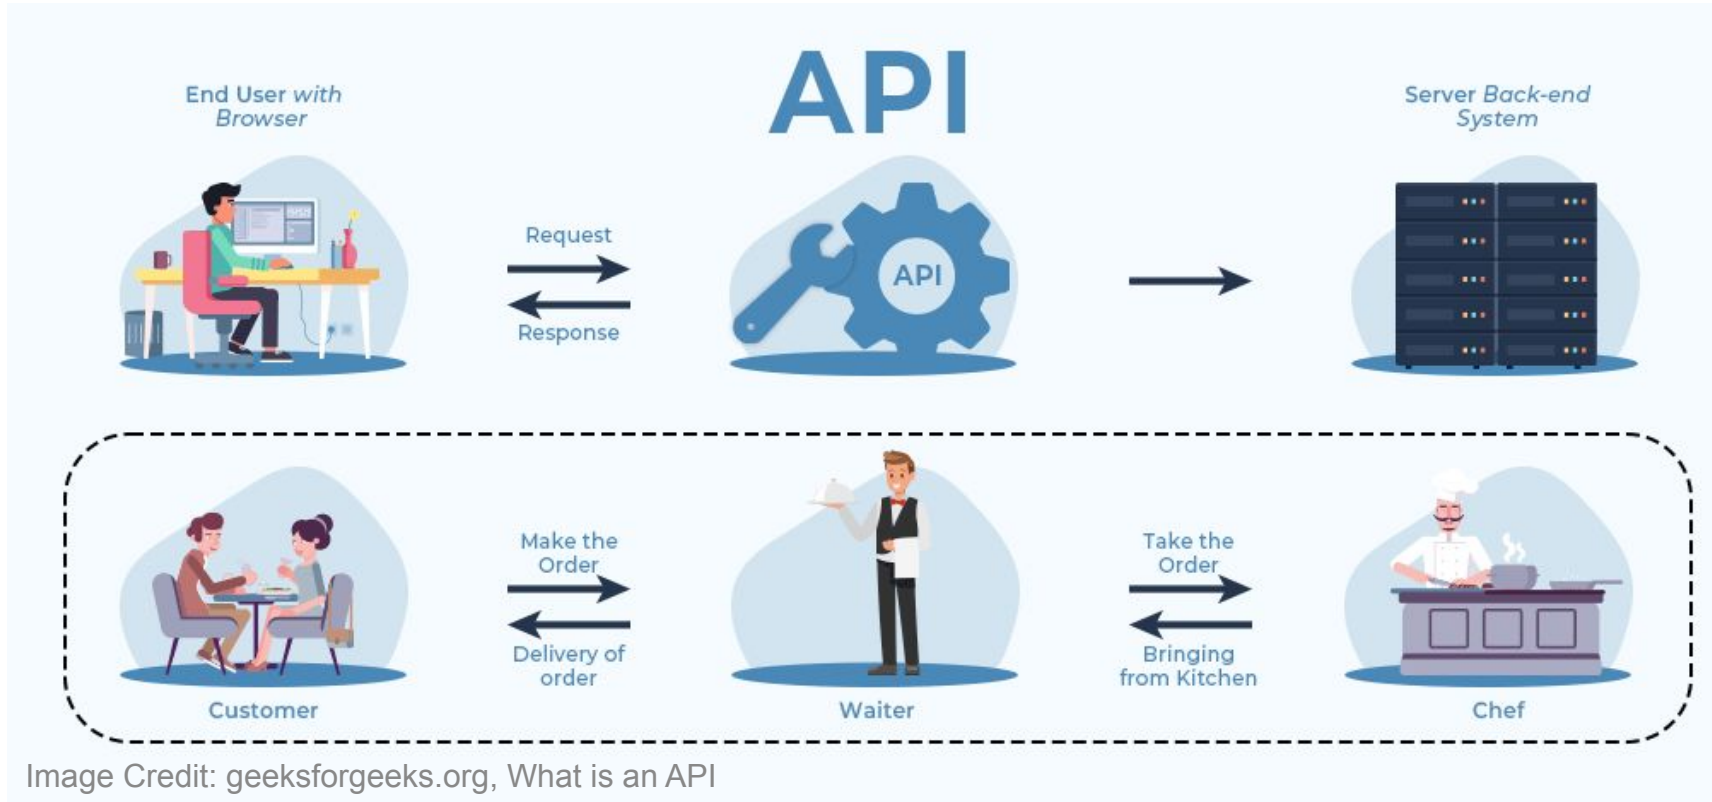 API
End User with
Browser
Server Back-end
System
Request
API
Response
Make the
Order
Take the
Order
Delivery of
order
Bringing
from Kitchen
Customer
Waiter
Chef
Image Credit: geeksforgeeks.org, What is an API